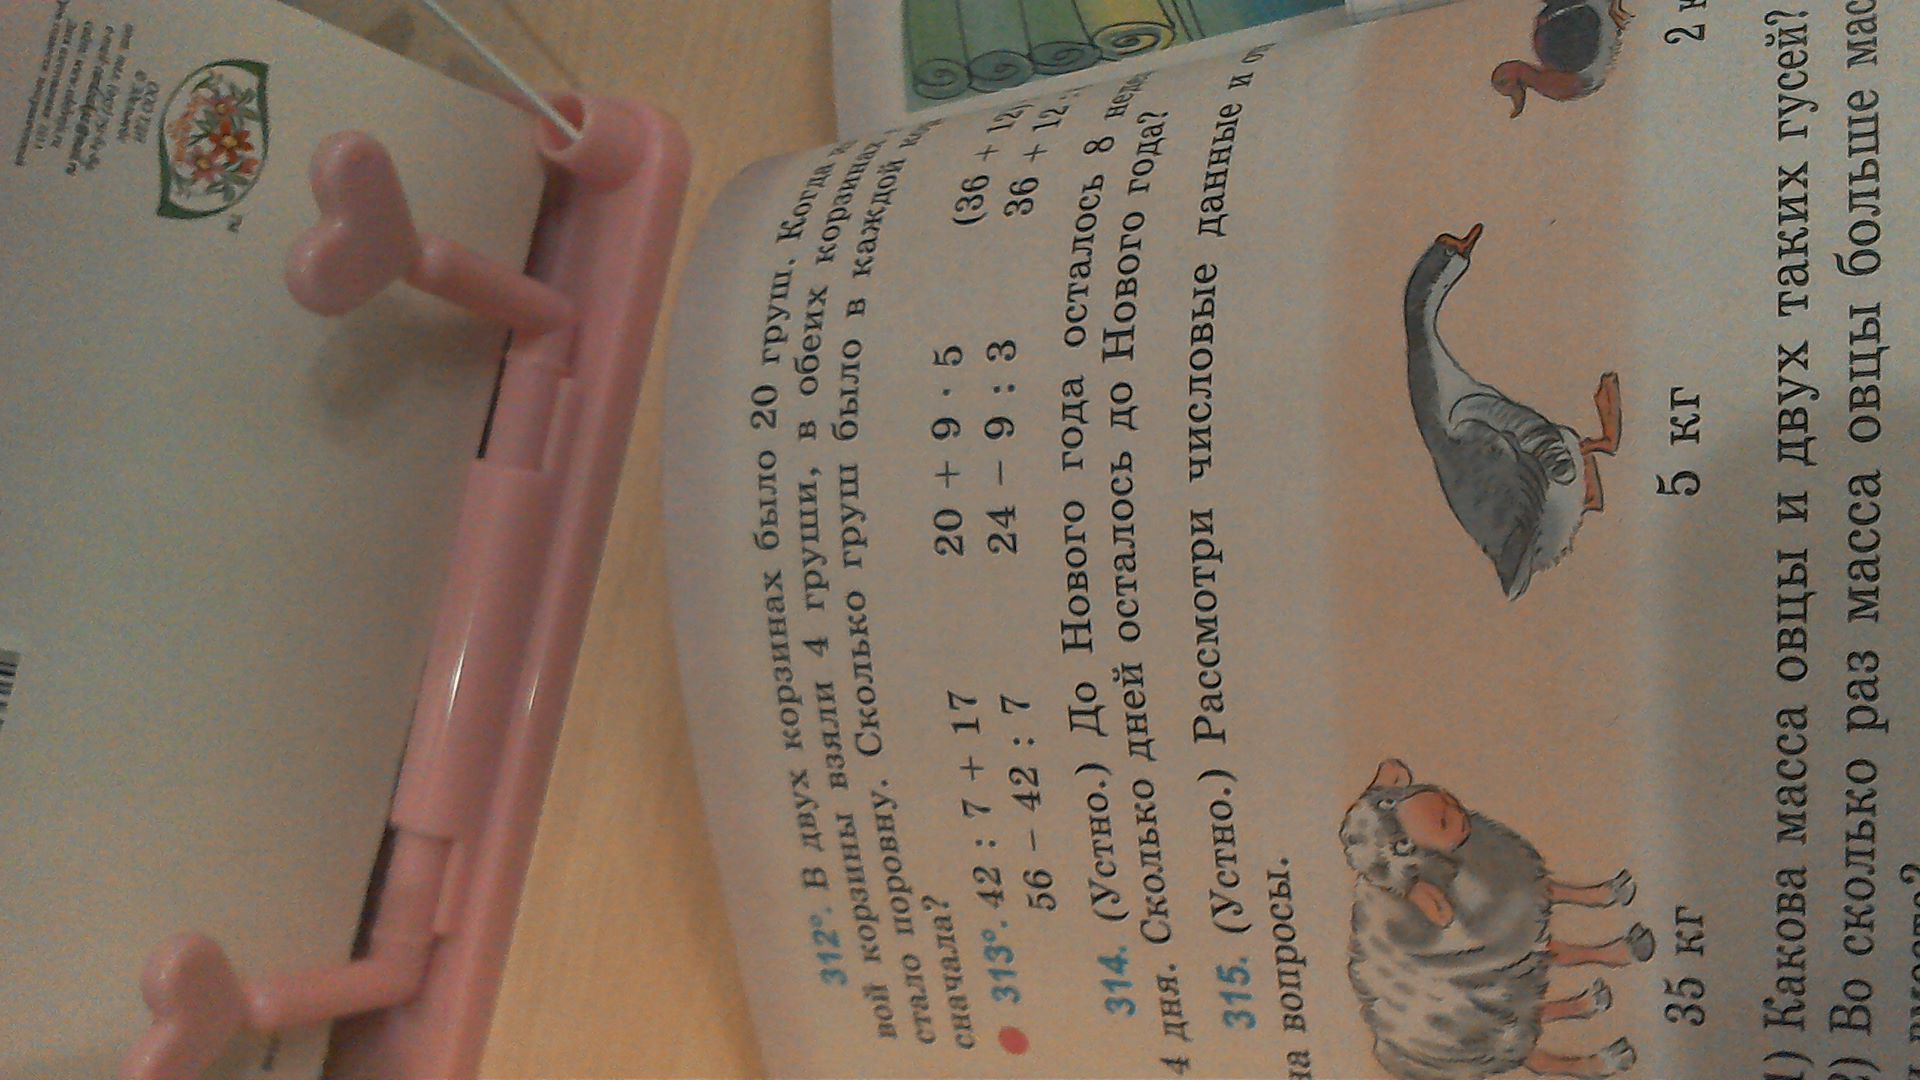 312°. В двух корзинах было 20 груш. Когда
вой корзины взяли 4 груши, в обеих корзинах
стало поровну. Сколько груш было в каждой
сначала?
313°. 42 : 7 + 17 20 + 9 · 5 (36 + 12)
56 – 42 : 7 24 – 9 : 3 36 + 12
314. (Устно.) До Нового года осталось 8
4 дня. Сколько дней осталось до Нового года?
315. (Устно.) Рассмотри числовые данные и
на вопросы.
35 кг 5 кг 2
1) Какова масса овцы и двух таких гусей?
2) Во сколько раз масса овцы больше